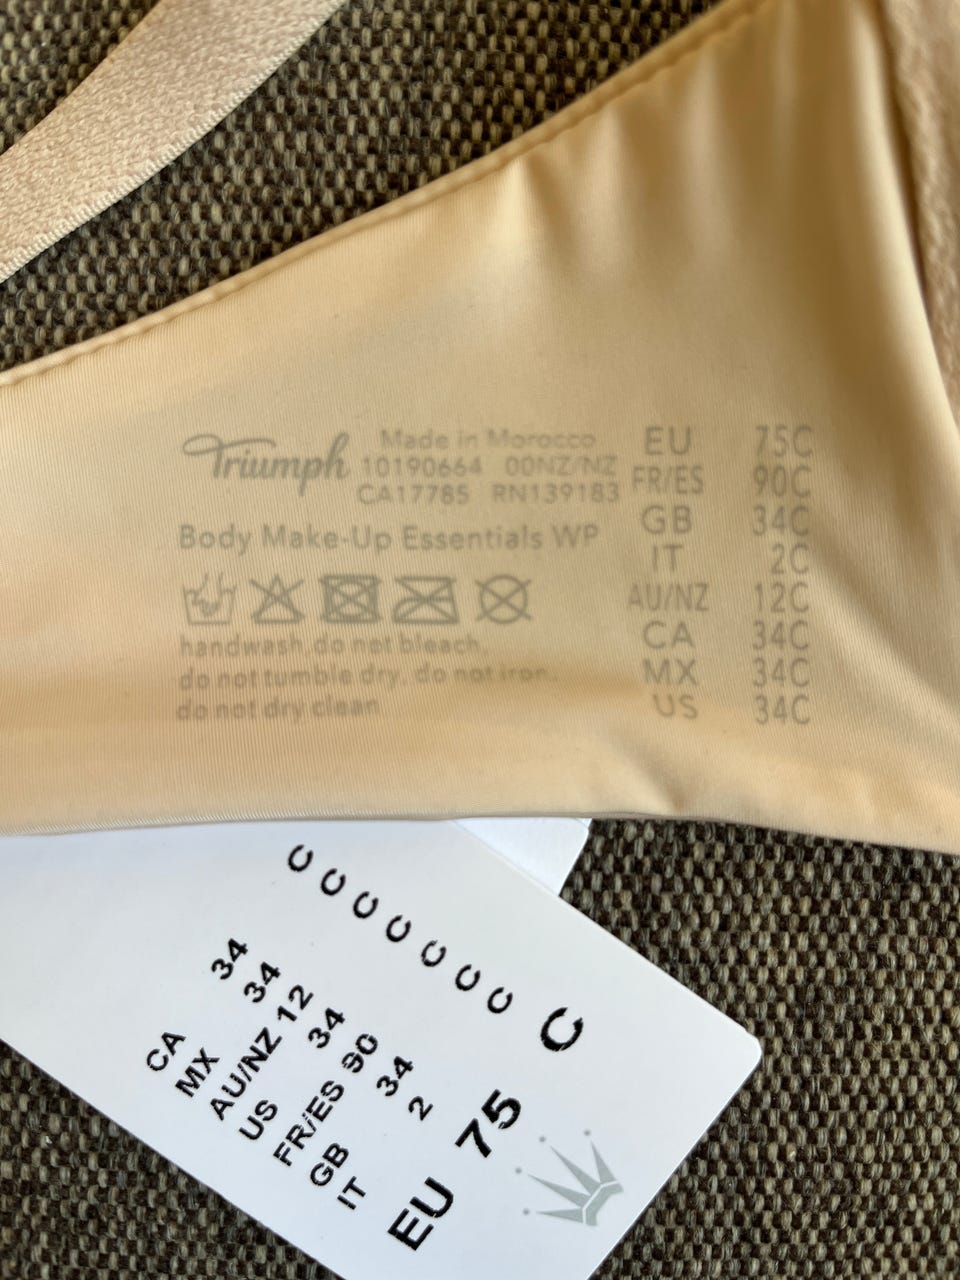 Triumph
Made in Morocco
10190664 00NZ/NZ
CA17785 RN139183
Body Make-Up Essentials WP
handwash. do not bleach.
do not tumble dry. do not iron.
do not dry clean
EU 75C
FR/ES 90C
GB 34C
IT 2C
AU/NZ 12C
CA 34C
MX 34C
US 34C
CA 34 C
MX 34 C
AU/NZ 12 C
US 34 C
FR/ES 90 C
GB 34 C
IT 2 C
EU 75 C